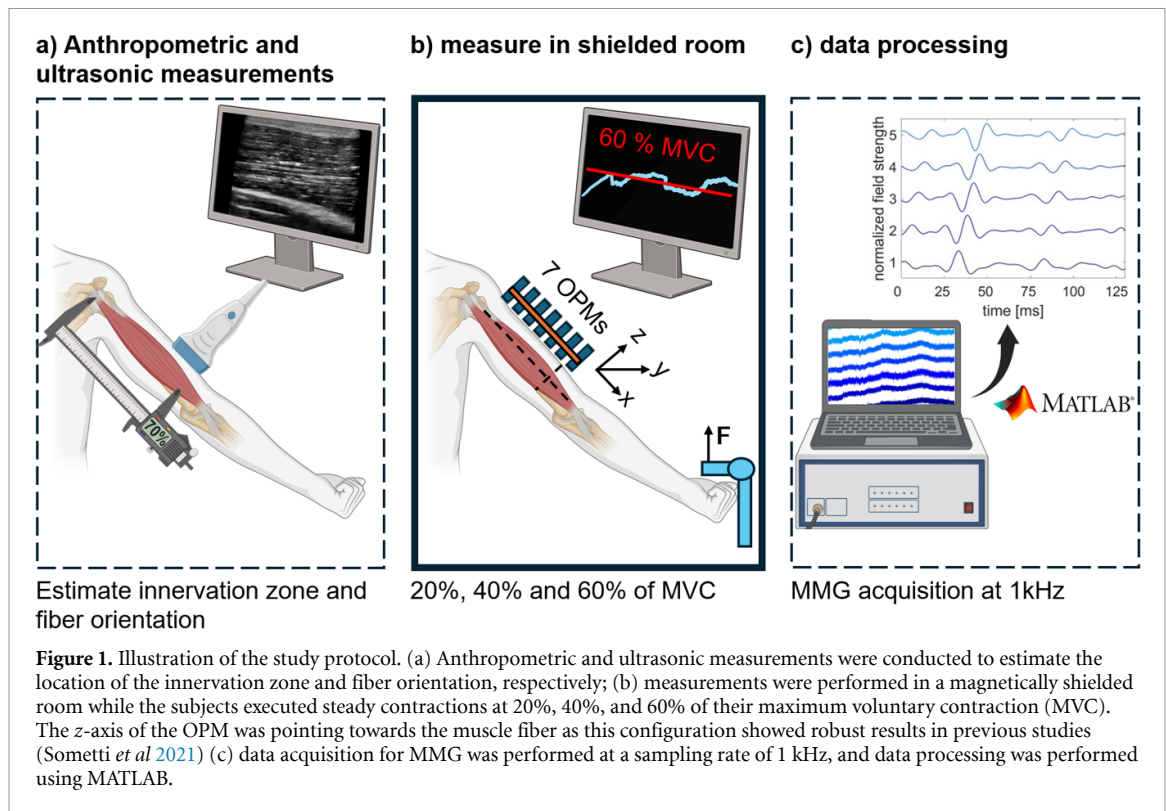 a) Anthropometric and
ultrasonic measurements
b) measure in shielded room
c) data processing
70%
60 % MVC
7 OPMs
z
y
x
F
normalized field strength
5
4
3
2
1
0
25
50
75
100
125
time [ms]
MATLAB®
Estimate innervation zone and
fiber orientation
20%, 40% and 60% of MVC
MMG acquisition at 1kHz
Figure 1. Illustration of the study protocol. (a) Anthropometric and ultrasonic measurements were conducted to estimate the
location of the innervation zone and fiber orientation, respectively; (b) measurements were performed in a magnetically shielded
room while the subjects executed steady contractions at 20%, 40%, and 60% of their maximum voluntary contraction (MVC).
The z-axis of the OPM was pointing towards the muscle fiber as this configuration showed robust results in previous studies
(Sometti et al 2021) (c) data acquisition for MMG was performed at a sampling rate of 1 kHz, and data processing was performed
using MATLAB.